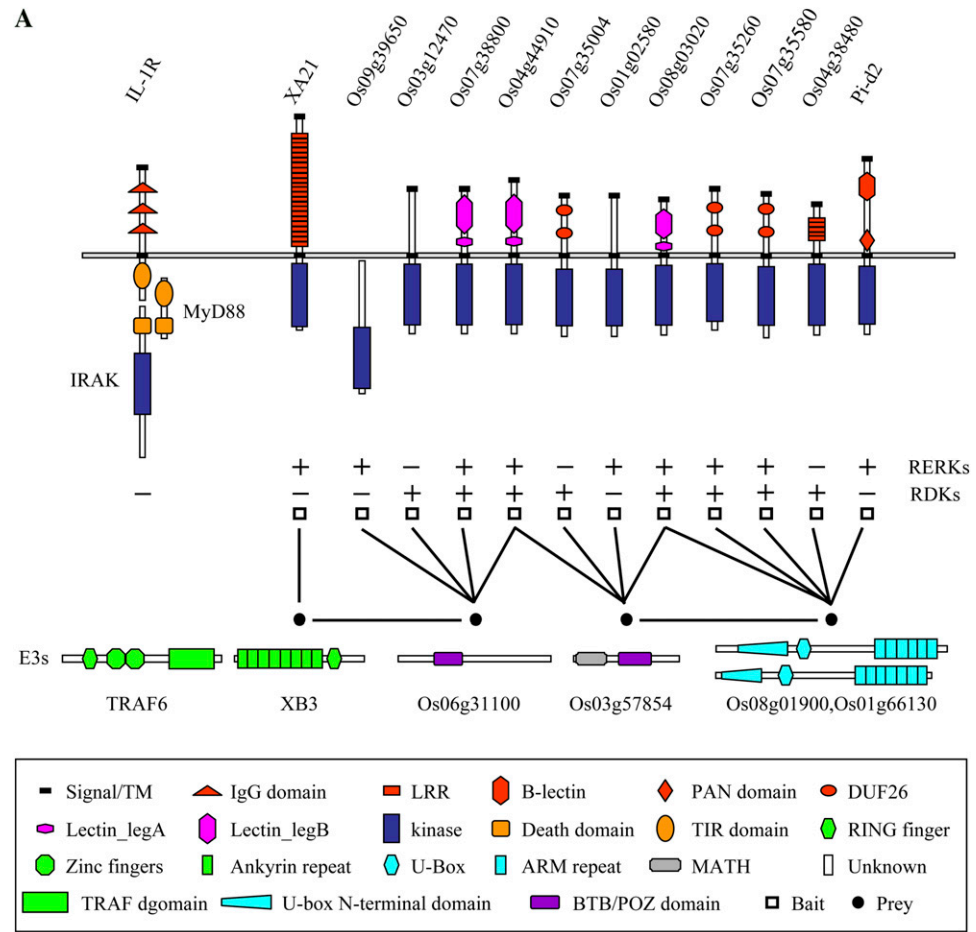 A
IL-1R
XA21
Os09g39650
Os03g12470
Os07g38800
Os04g44910
Os07g35004
Os01g02580
Os08g03020
Os07g35260
Os07g35580
Os04g38480
Pi-d2
MyD88
IRAK
+ + − + + − + + + + − + RERKs
− − − + + + + − + + + + − RDKs
E3s
TRAF6 XB3 Os06g31100 Os03g57854 Os08g01900,Os01g66130
Signal/TM IgG domain LRR B-lectin PAN domain DUF26
Lectin_legA Lectin_legB kinase Death domain TIR domain RING finger
Zinc fingers Ankyrin repeat U-Box ARM repeat MATH Unknown
TRAF dgomain U-box N-terminal domain BTB/POZ domain Bait Prey